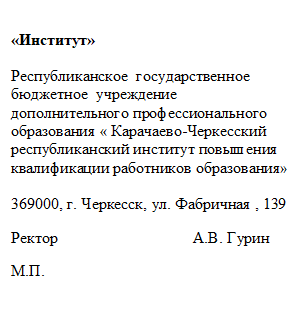 «Институт»
Республиканское государственное
бюджетное учреждение
дополнительного профессионального
образования « Карачаево-Черкесский
республиканский институт повышения
квалификации работников образования»
369000, г. Черкесск, ул. Фабричная , 139
Ректор А.В. Гурин
М.П.